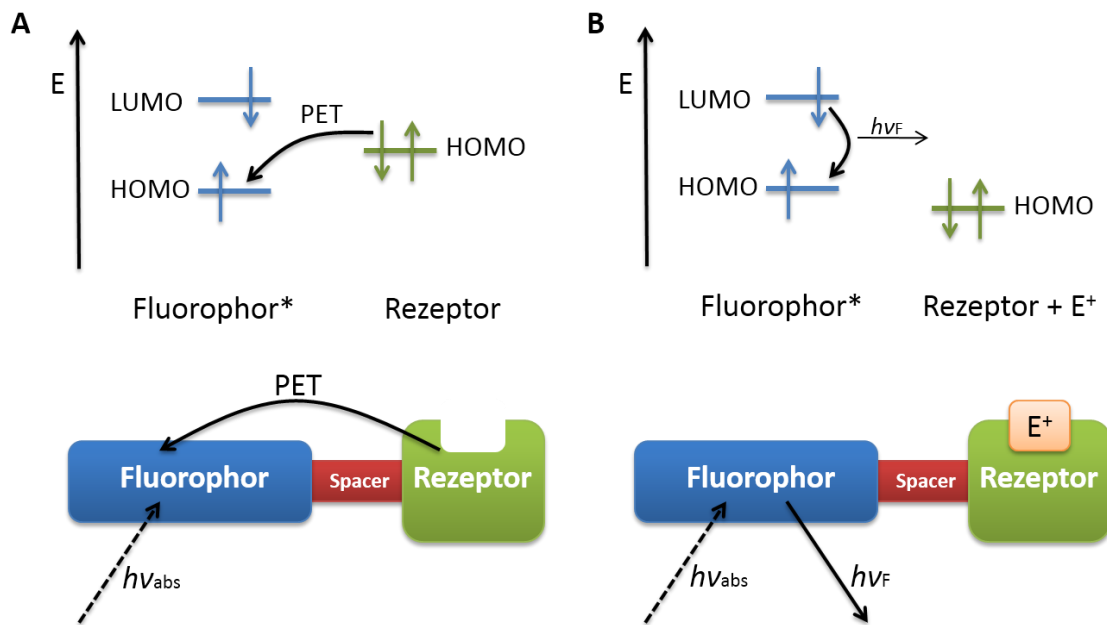 A
E
LUMO
PET
HOMO
HOMO
Fluorophor*
Rezeptor
PET
Fluorophor
Spacer
Rezeptor
hνabs
B
E
LUMO
hνF
HOMO
HOMO
Fluorophor*
Rezeptor + E⁺
E⁺
Fluorophor
Spacer
Rezeptor
hνabs
hνF